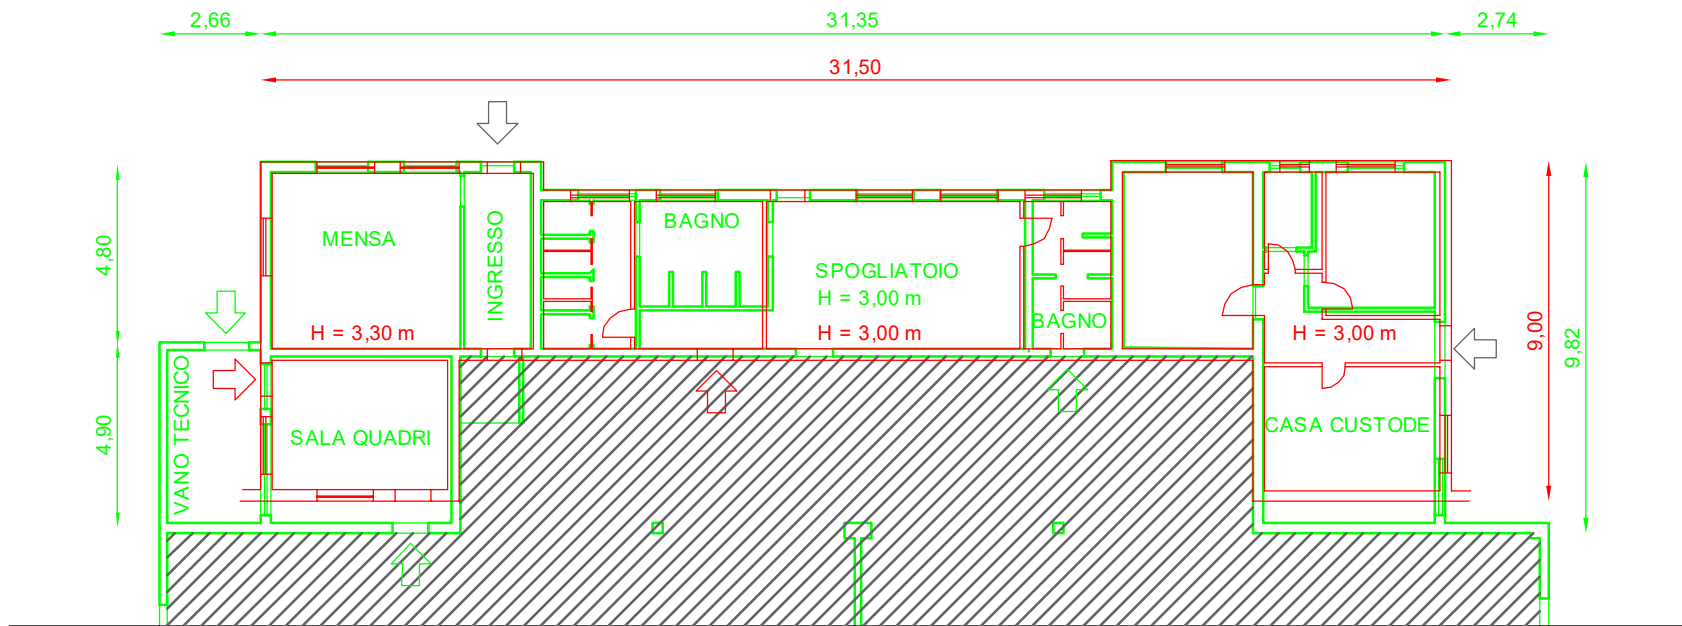 2,66
31,35
2,74
31,50
MENSA
INGRESSO
BAGNO
SPOGLIATOIO
H = 3,00 m
H = 3,30 m
H = 3,00 m
BAGNO
H = 3,00 m
4,80
9,00
9,82
VANO TECNICO
4,90
SALA QUADRI
CASA CUSTODE